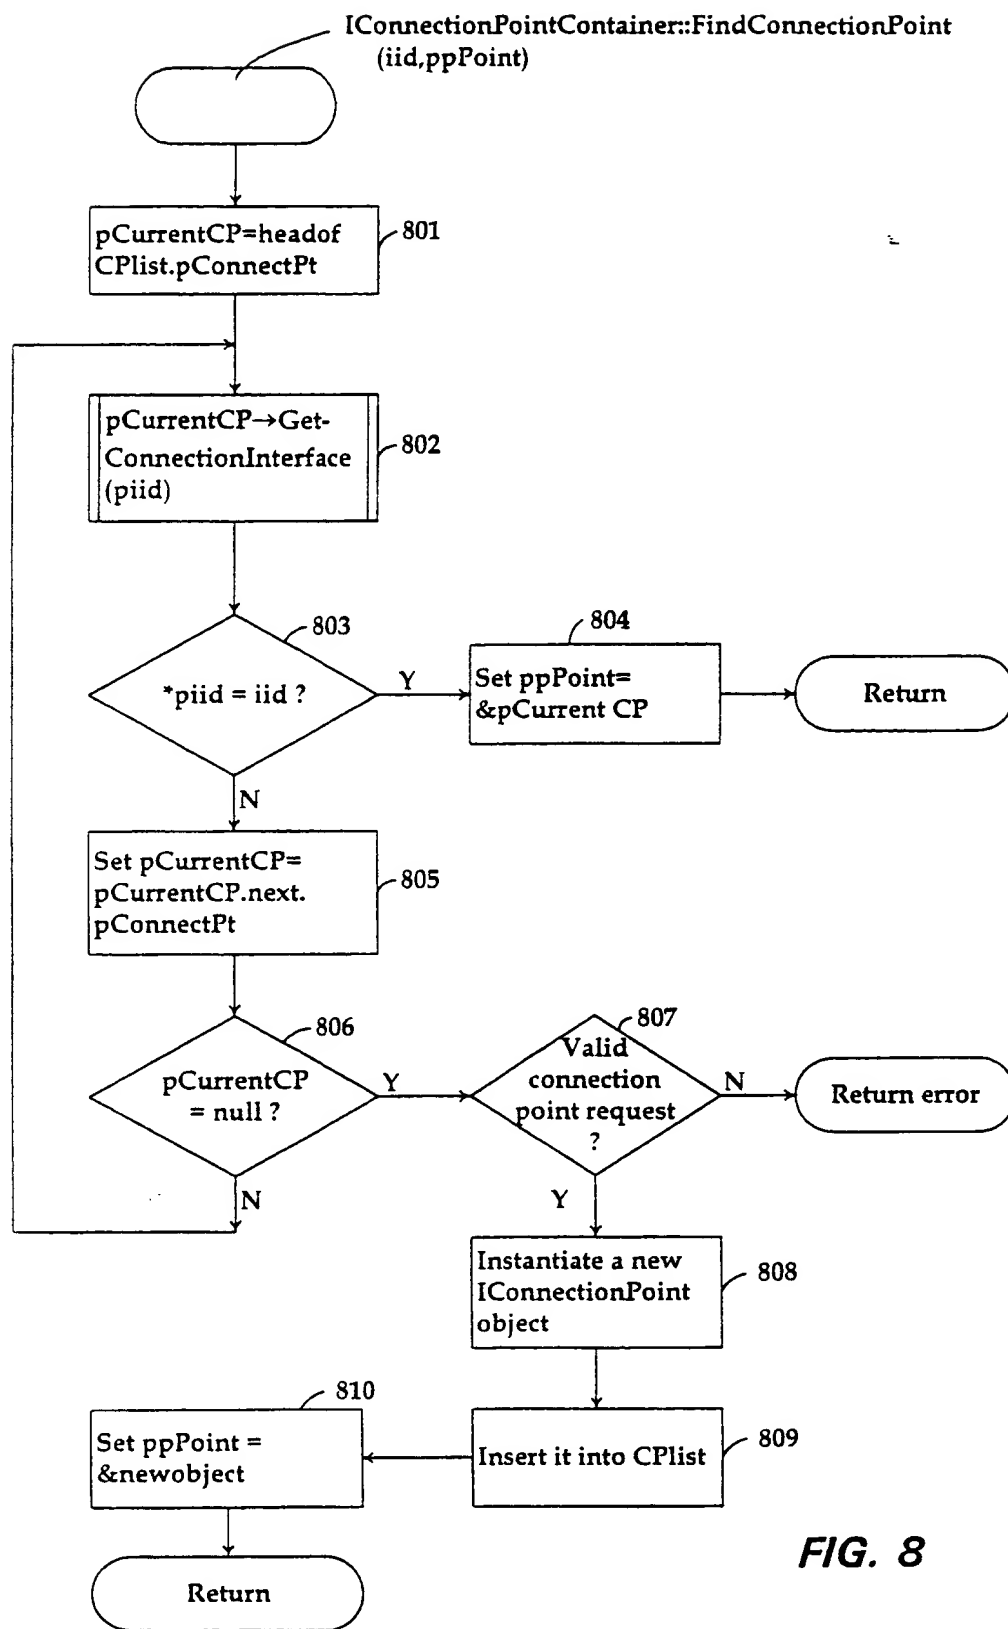 IConnectionPointContainer::FindConnectionPoint
(iid,ppPoint)
pCurrentCP=headof
CPlist.pConnectPt
801
pCurrentCP→Get-
ConnectionInterface
(piid)
802
803
*piid = iid ?
Y
804
Set ppPoint=
&pCurrent CP
Return
N
Set pCurrentCP=
pCurrentCP.next.
pConnectPt
805
806
pCurrentCP
= null ?
Y
N
807
Valid
connection
point request
?
N
Return error
Y
Instantiate a new
IConnectionPoint
object
808
Insert it into CPlist
809
810
Set ppPoint =
&newobject
Return
FIG. 8